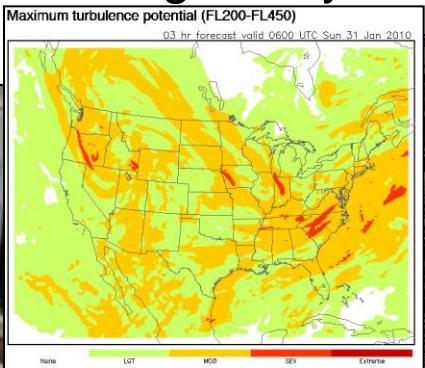 Maximum turbulence potential (FL200-FL450)
03 hr forecast valid 0600 UTC Sun 31 Jan 2010
None LGT MOD SEV Extreme